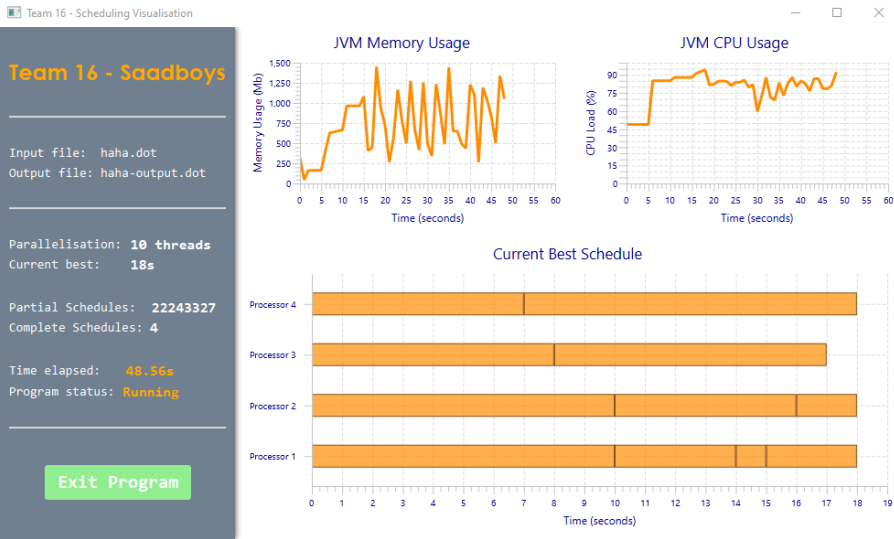 Team 16 - Scheduling Visualisation
Team 16 - Saadboys
Input file: haha.dot
Output file: haha-output.dot
Parallelisation: 10 threads
Current best: 18s
Partial Schedules: 22243327
Complete Schedules: 4
Time elapsed: 48.56s
Program status: Running
Exit Program
JVM Memory Usage
Memory Usage (Mb)
1,500
1,250
1,000
750
500
250
0
0 5 10 15 20 25 30 35 40 45 50 55 60
Time (seconds)
JVM CPU Usage
CPU Load (%)
90
75
60
45
30
15
0
0 5 10 15 20 25 30 35 40 45 50 55 60
Time (seconds)
Current Best Schedule
Processor 4
Processor 3
Processor 2
Processor 1
0 1 2 3 4 5 6 7 8 9 10 11 12 13 14 15 16 17 18 19
Time (seconds)